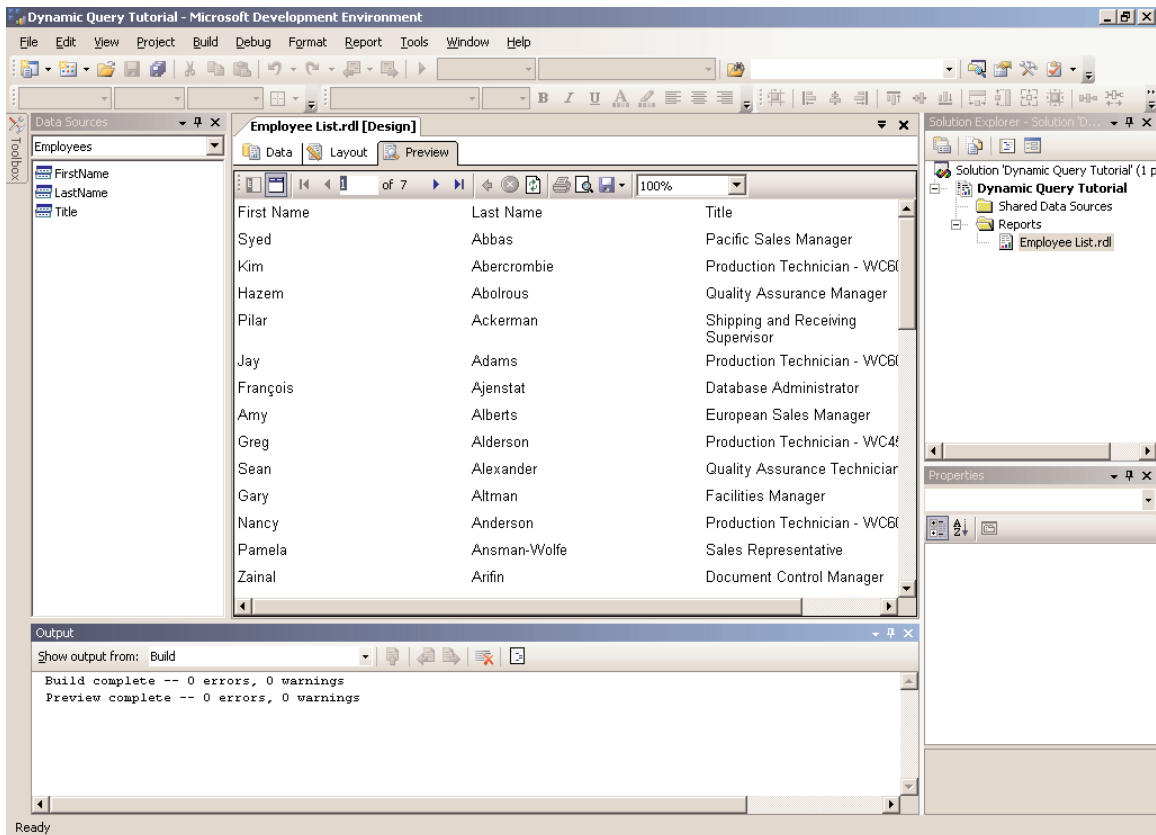 Dynamic Query Tutorial - Microsoft Development Environment
File Edit View Project Build Debug Format Report Tools Window Help
B I U A
Toolbox
Data Sources
Employees
FirstName
LastName
Title
Employee List.rdl [Design]
Data Layout Preview
1 of 7 100%
First Name Last Name Title
Syed Abbas Pacific Sales Manager
Kim Abercrombie Production Technician - WC60
Hazem Abolrous Quality Assurance Manager
Pilar Ackerman Shipping and Receiving
Supervisor
Jay Adams Production Technician - WC60
François Ajenstat Database Administrator
Amy Alberts European Sales Manager
Greg Alderson Production Technician - WC45
Sean Alexander Quality Assurance Technician
Gary Altman Facilities Manager
Nancy Anderson Production Technician - WC60
Pamela Ansman-Wolfe Sales Representative
Zainal Arifin Document Control Manager
Solution Explorer - Solution 'D...
Solution 'Dynamic Query Tutorial' (1 p
Dynamic Query Tutorial
Shared Data Sources
Reports
Employee List.rdl
Properties
Output
Show output from: Build
Build complete -- 0 errors, 0 warnings
Preview complete -- 0 errors, 0 warnings
Ready